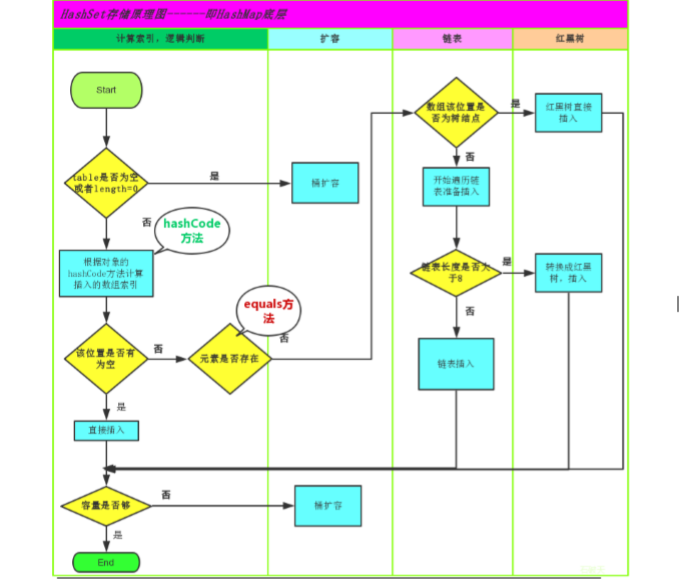 HashSet存储原理图------即HashMap底层
计算索引，逻辑判断
扩容
链表
红黑树
Start
table是否为空
或者length=0
是
桶扩容
否
hashCode
方法
根据对象的
hashCode方法计算
插入的数组索引
equals方
法
该位置是否有
为空
否
元素是否存在
否
是
直接插入
数组该位置是
否为树结点
是
红黑树直接
插入
否
开始遍历链
表准备插入
链表长度是否大
于8
是
转换成红黑
树，插入
否
链表插入
容量是否够
否
桶扩容
是
End